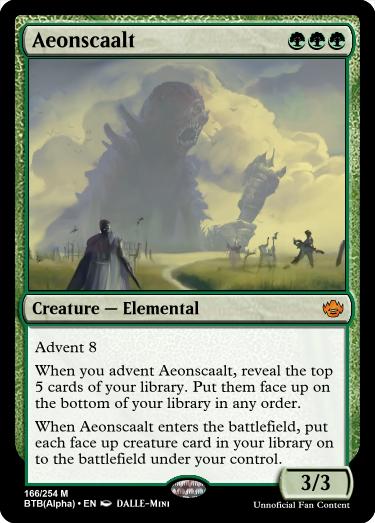 Aeonscaalt
Creature — Elemental
Advent 8
When you advent Aeonscaalt, reveal the top
5 cards of your library. Put them face up on
the bottom of your library in any order.
When Aeonscaalt enters the battlefield, put
each face up creature card in your library on
to the battlefield under your control.
3/3
166/254 M
BTB(Alpha) • EN DALLE-Mini
Unnoficial Fan Content